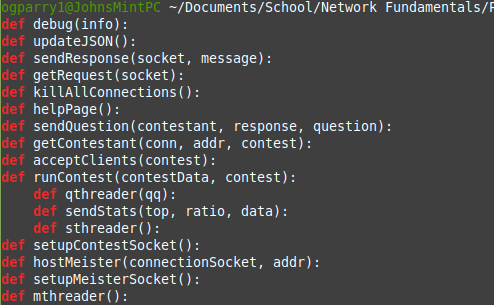 ogparry1@JohnsMintPC ~/Documents/School/Network Fundamentals/
def debug(info):
def updateJSON():
def sendResponse(socket, message):
def getRequest(socket):
def killAllConnections():
def helpPage():
def sendQuestion(contestant, response, question):
def getContestant(conn, addr, contest):
def acceptClients(contest):
def runContest(contestData, contest):
    def qthreader(qq):
    def sendStats(top, ratio, data):
    def sthreader():
def setupContestSocket():
def hostMeister(connectionSocket, addr):
def setupMeisterSocket():
def mthreader():